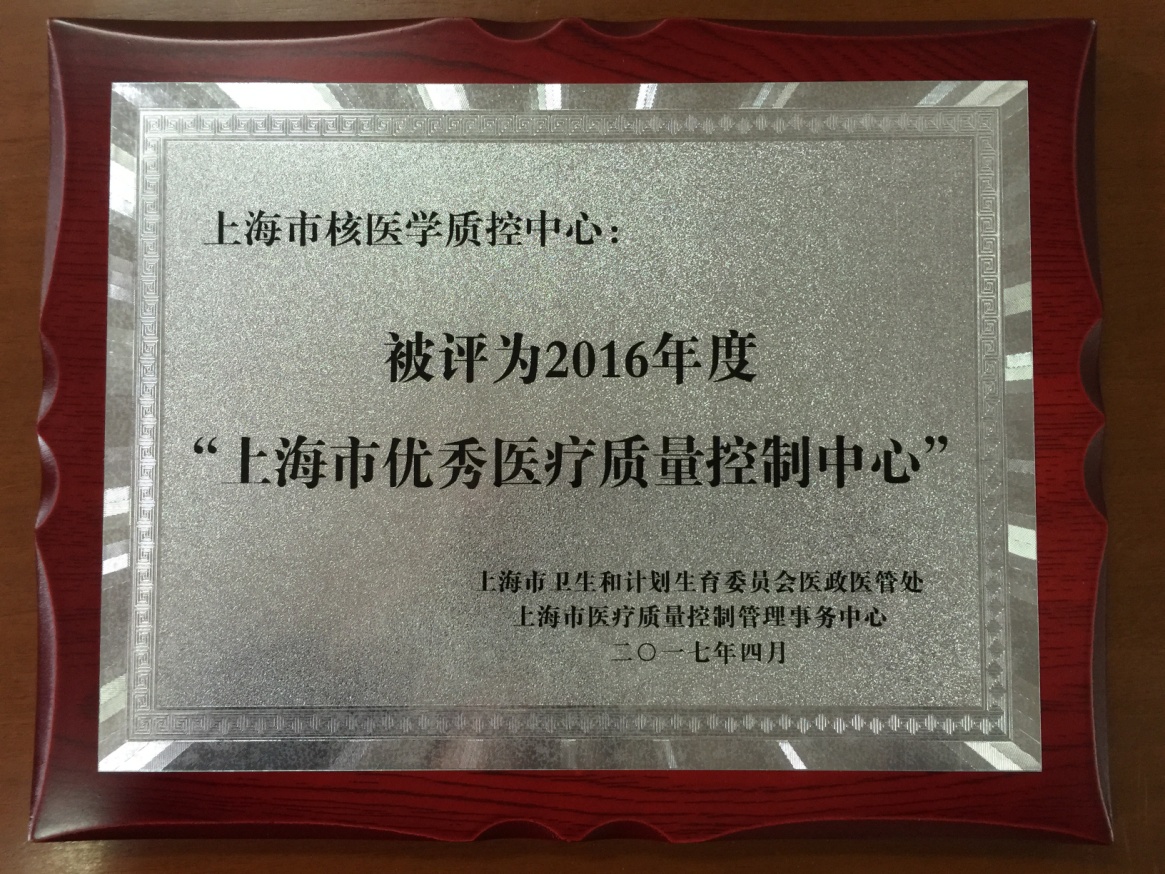 上海市核医学质控中心：
被评为2016年度
“上海市优秀医疗质量控制中心”
上海市卫生和计划生育委员会医政医管处
上海市医疗质量控制管理事务中心
二〇一七年四月